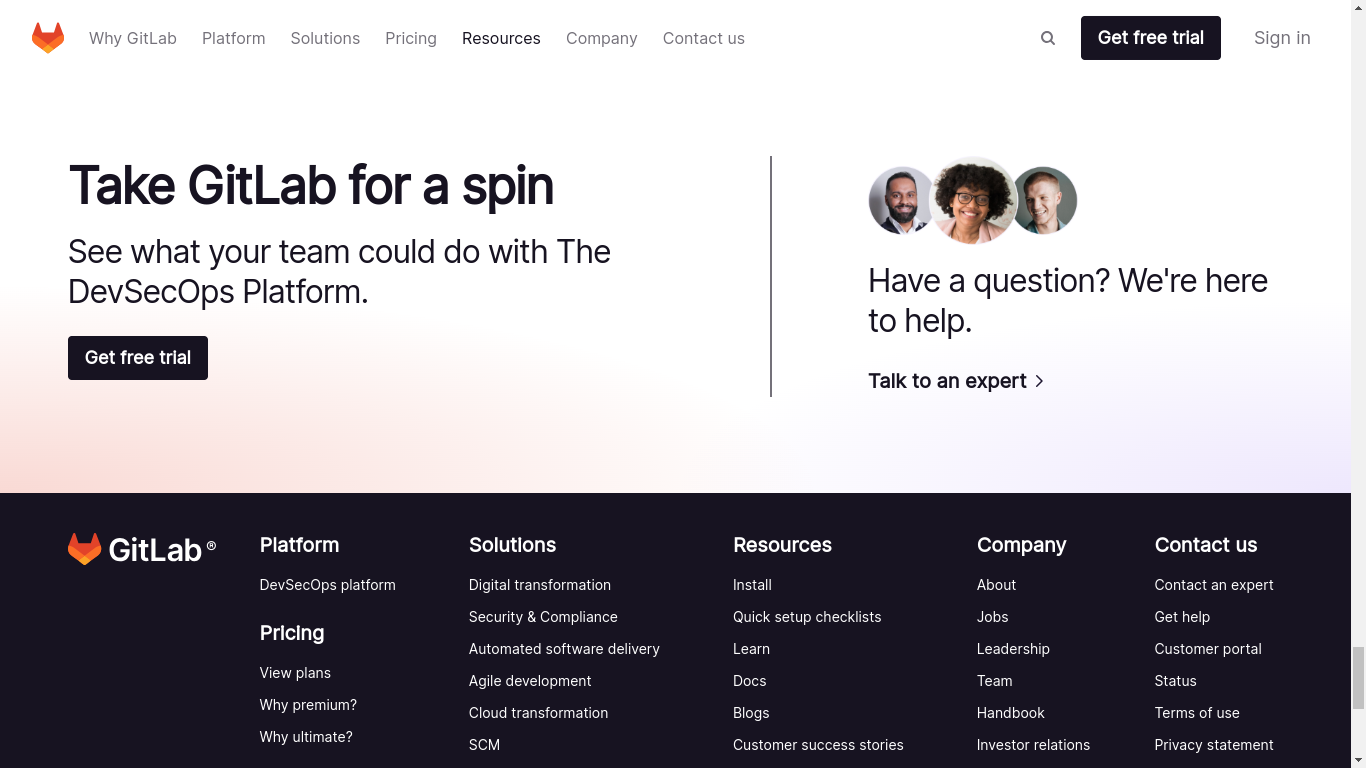 Why GitLab Platform Solutions Pricing Resources Company Contact us Get free trial Sign in
Take GitLab for a spin
See what your team could do with The
DevSecOps Platform.
Get free trial
Have a question? We're here
to help.
Talk to an expert
GitLab ®
Platform
DevSecOps platform
Pricing
View plans
Why premium?
Why ultimate?
Solutions
Digital transformation
Security & Compliance
Automated software delivery
Agile development
Cloud transformation
SCM
Resources
Install
Quick setup checklists
Learn
Docs
Blogs
Customer success stories
Company
About
Jobs
Leadership
Team
Handbook
Investor relations
Contact us
Contact an expert
Get help
Customer portal
Status
Terms of use
Privacy statement